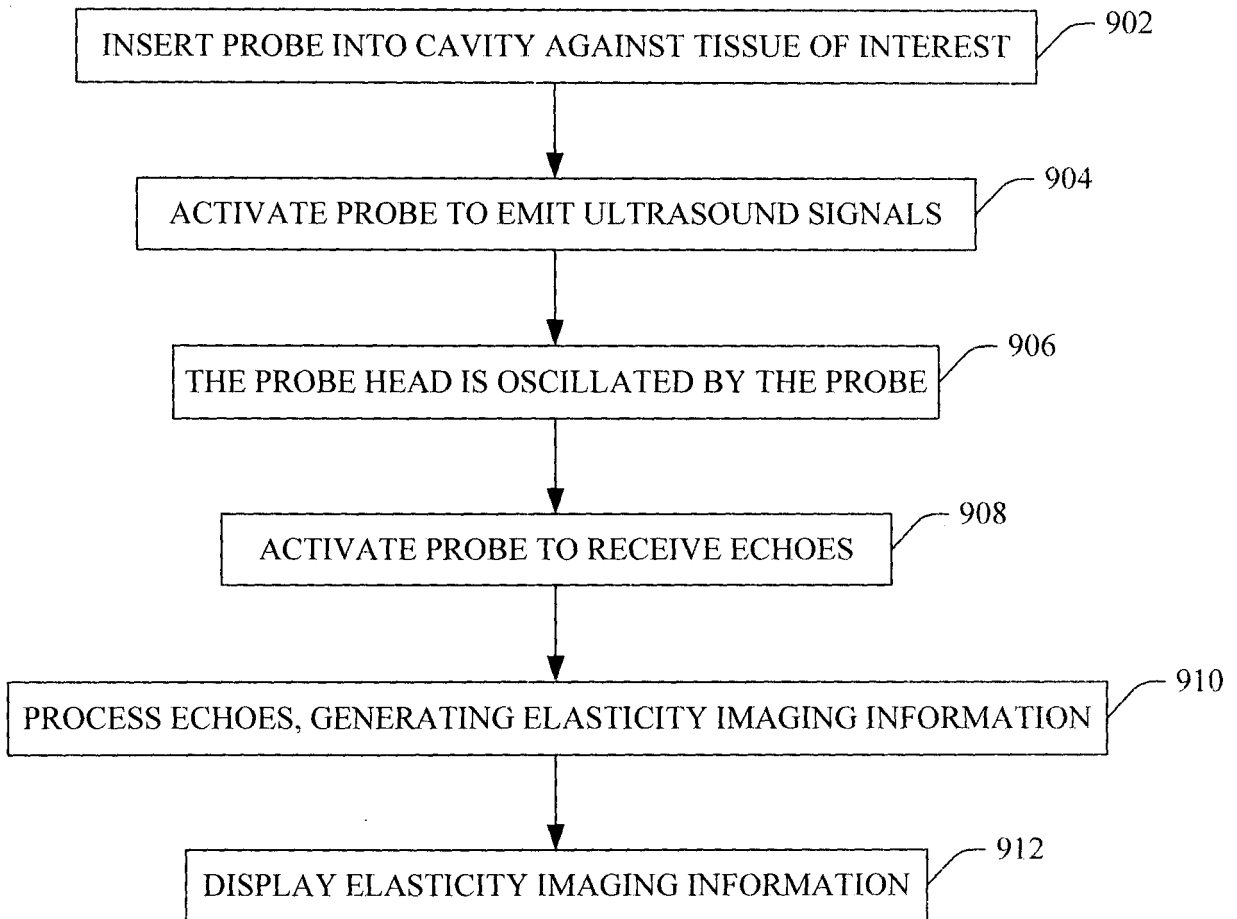 902
INSERT PROBE INTO CAVITY AGAINST TISSUE OF INTEREST
904
ACTIVATE PROBE TO EMIT ULTRASOUND SIGNALS
906
THE PROBE HEAD IS OSCILLATED BY THE PROBE
908
ACTIVATE PROBE TO RECEIVE ECHOES
910
PROCESS ECHOES, GENERATING ELASTICITY IMAGING INFORMATION
912
DISPLAY ELASTICITY IMAGING INFORMATION